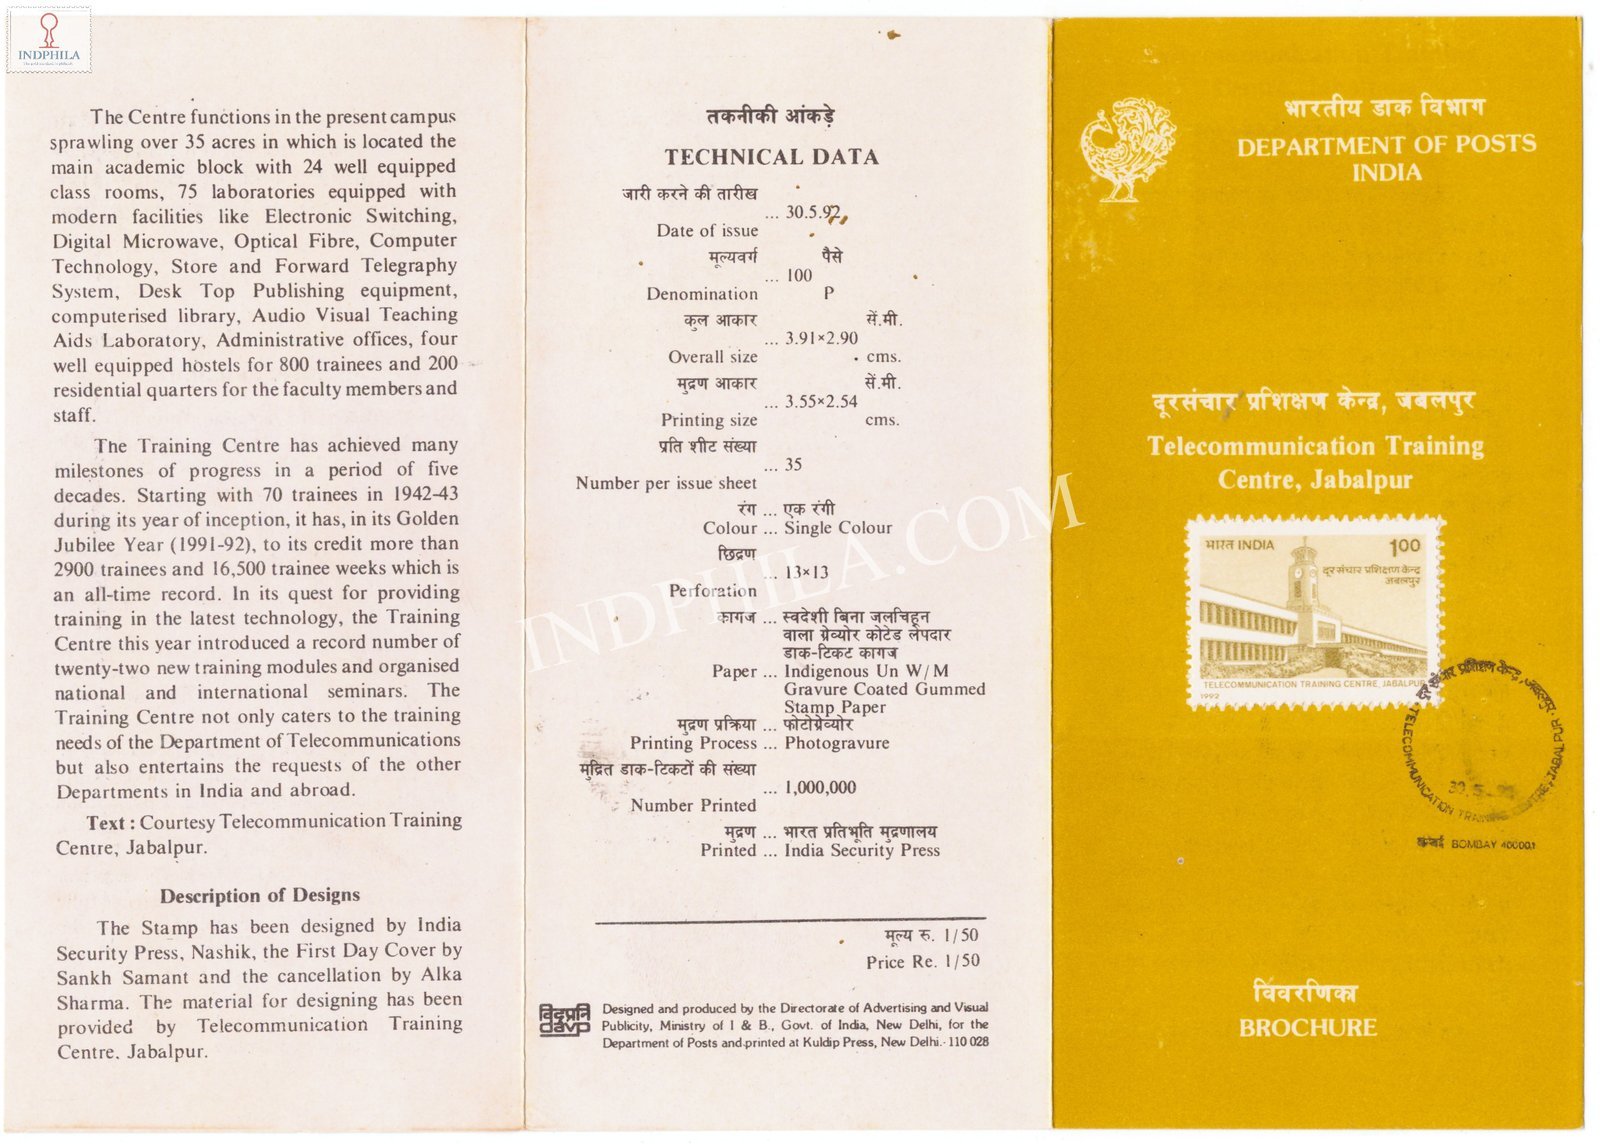 INDPHILA
The Centre functions in the present campus
sprawling over 35 acres in which is located the
main academic block with 24 well equipped
class rooms, 75 laboratories equipped with
modern facilities like Electronic Switching,
Digital Microwave, Optical Fibre, Computer
Technology, Store and Forward Telegraphy
System, Desk Top Publishing equipment,
computerised library, Audio Visual Teaching
Aids Laboratory, Administrative offices, four
well equipped hostels for 800 trainees and 200
residential quarters for the faculty members and
staff.
The Training Centre has achieved many
milestones of progress in a period of five
decades. Starting with 70 trainees in 1942-43
during its year of inception, it has, in its Golden
Jubilee Year (1991-92), to its credit more than
2900 trainees and 16,500 trainee weeks which is
an all-time record. In its quest for providing
training in the latest technology, the Training
Centre this year introduced a record number of
twenty-two new training modules and organised
national and international seminars. The
Training Centre not only caters to the training
needs of the Department of Telecommunications
but also entertains the requests of the other
Departments in India and abroad.
Text : Courtesy Telecommunication Training
Centre, Jabalpur.
Description of Designs
The Stamp has been designed by India
Security Press, Nashik, the First Day Cover by
Sankh Samant and the cancellation by Alka
Sharma. The material for designing has been
provided by Telecommunication Training
Centre. Jabalpur.
तकनीकी आंकड़े
TECHNICAL DATA
जारी करने की तारीख
... 30.5.92
Date of issue
मूल्यवर्ग पैसे
... 100
Denomination P
कुल आकार सें.मी.
... 3.91×2.90
Overall size cms.
मुद्रण आकार सें.मी.
... 3.55×2.54
Printing size cms.
प्रति शीट संख्या
... 35
Number per issue sheet
रंग ... एक रंगी
Colour ... Single Colour
छिद्रण
... 13×13
Perforation
कागज ... स्वदेशी बिना जलचिहन
वाला ग्रेव्योर कोटेड लेपदार
डाक-टिकट कागज
Paper ... Indigenous Un W/M
Gravure Coated Gummed
Stamp Paper
मुद्रण प्रक्रिया ... फोटोग्रेव्योर
Printing Process ... Photogravure
मुद्रित डाक-टिकटों की संख्या
... 1,000,000
Number Printed
मुद्रण ... भारत प्रतिभूति मुद्रणालय
Printed ... India Security Press
मूल्य रु. 1/50
Price Re. 1/50
विदृप्रनि
davp
Designed and produced by the Directorate of Advertising and Visual
Publicity, Ministry of I & B., Govt. of India, New Delhi, for the
Department of Posts and printed at Kuldip Press, New Delhi.- 110 028
भारतीय डाक विभाग
DEPARTMENT OF POSTS
INDIA
दूरसंचार प्रशिक्षण केन्द्र, जबलपुर
Telecommunication Training
Centre, Jabalpur
भारत INDIA 100
दूर संचार प्रशिक्षण केन्द्र
जबलपुर
TELECOMMUNICATION TRAINING CENTRE, JABALPUR
1992
दूर संचार प्रशिक्षण केन्द्र, जबलपुर
TELECOMMUNICATION TRAINING CENTRE, JABALPUR
बम्बई BOMBAY 400001
विवरणिका
BROCHURE
INDPHILA.COM